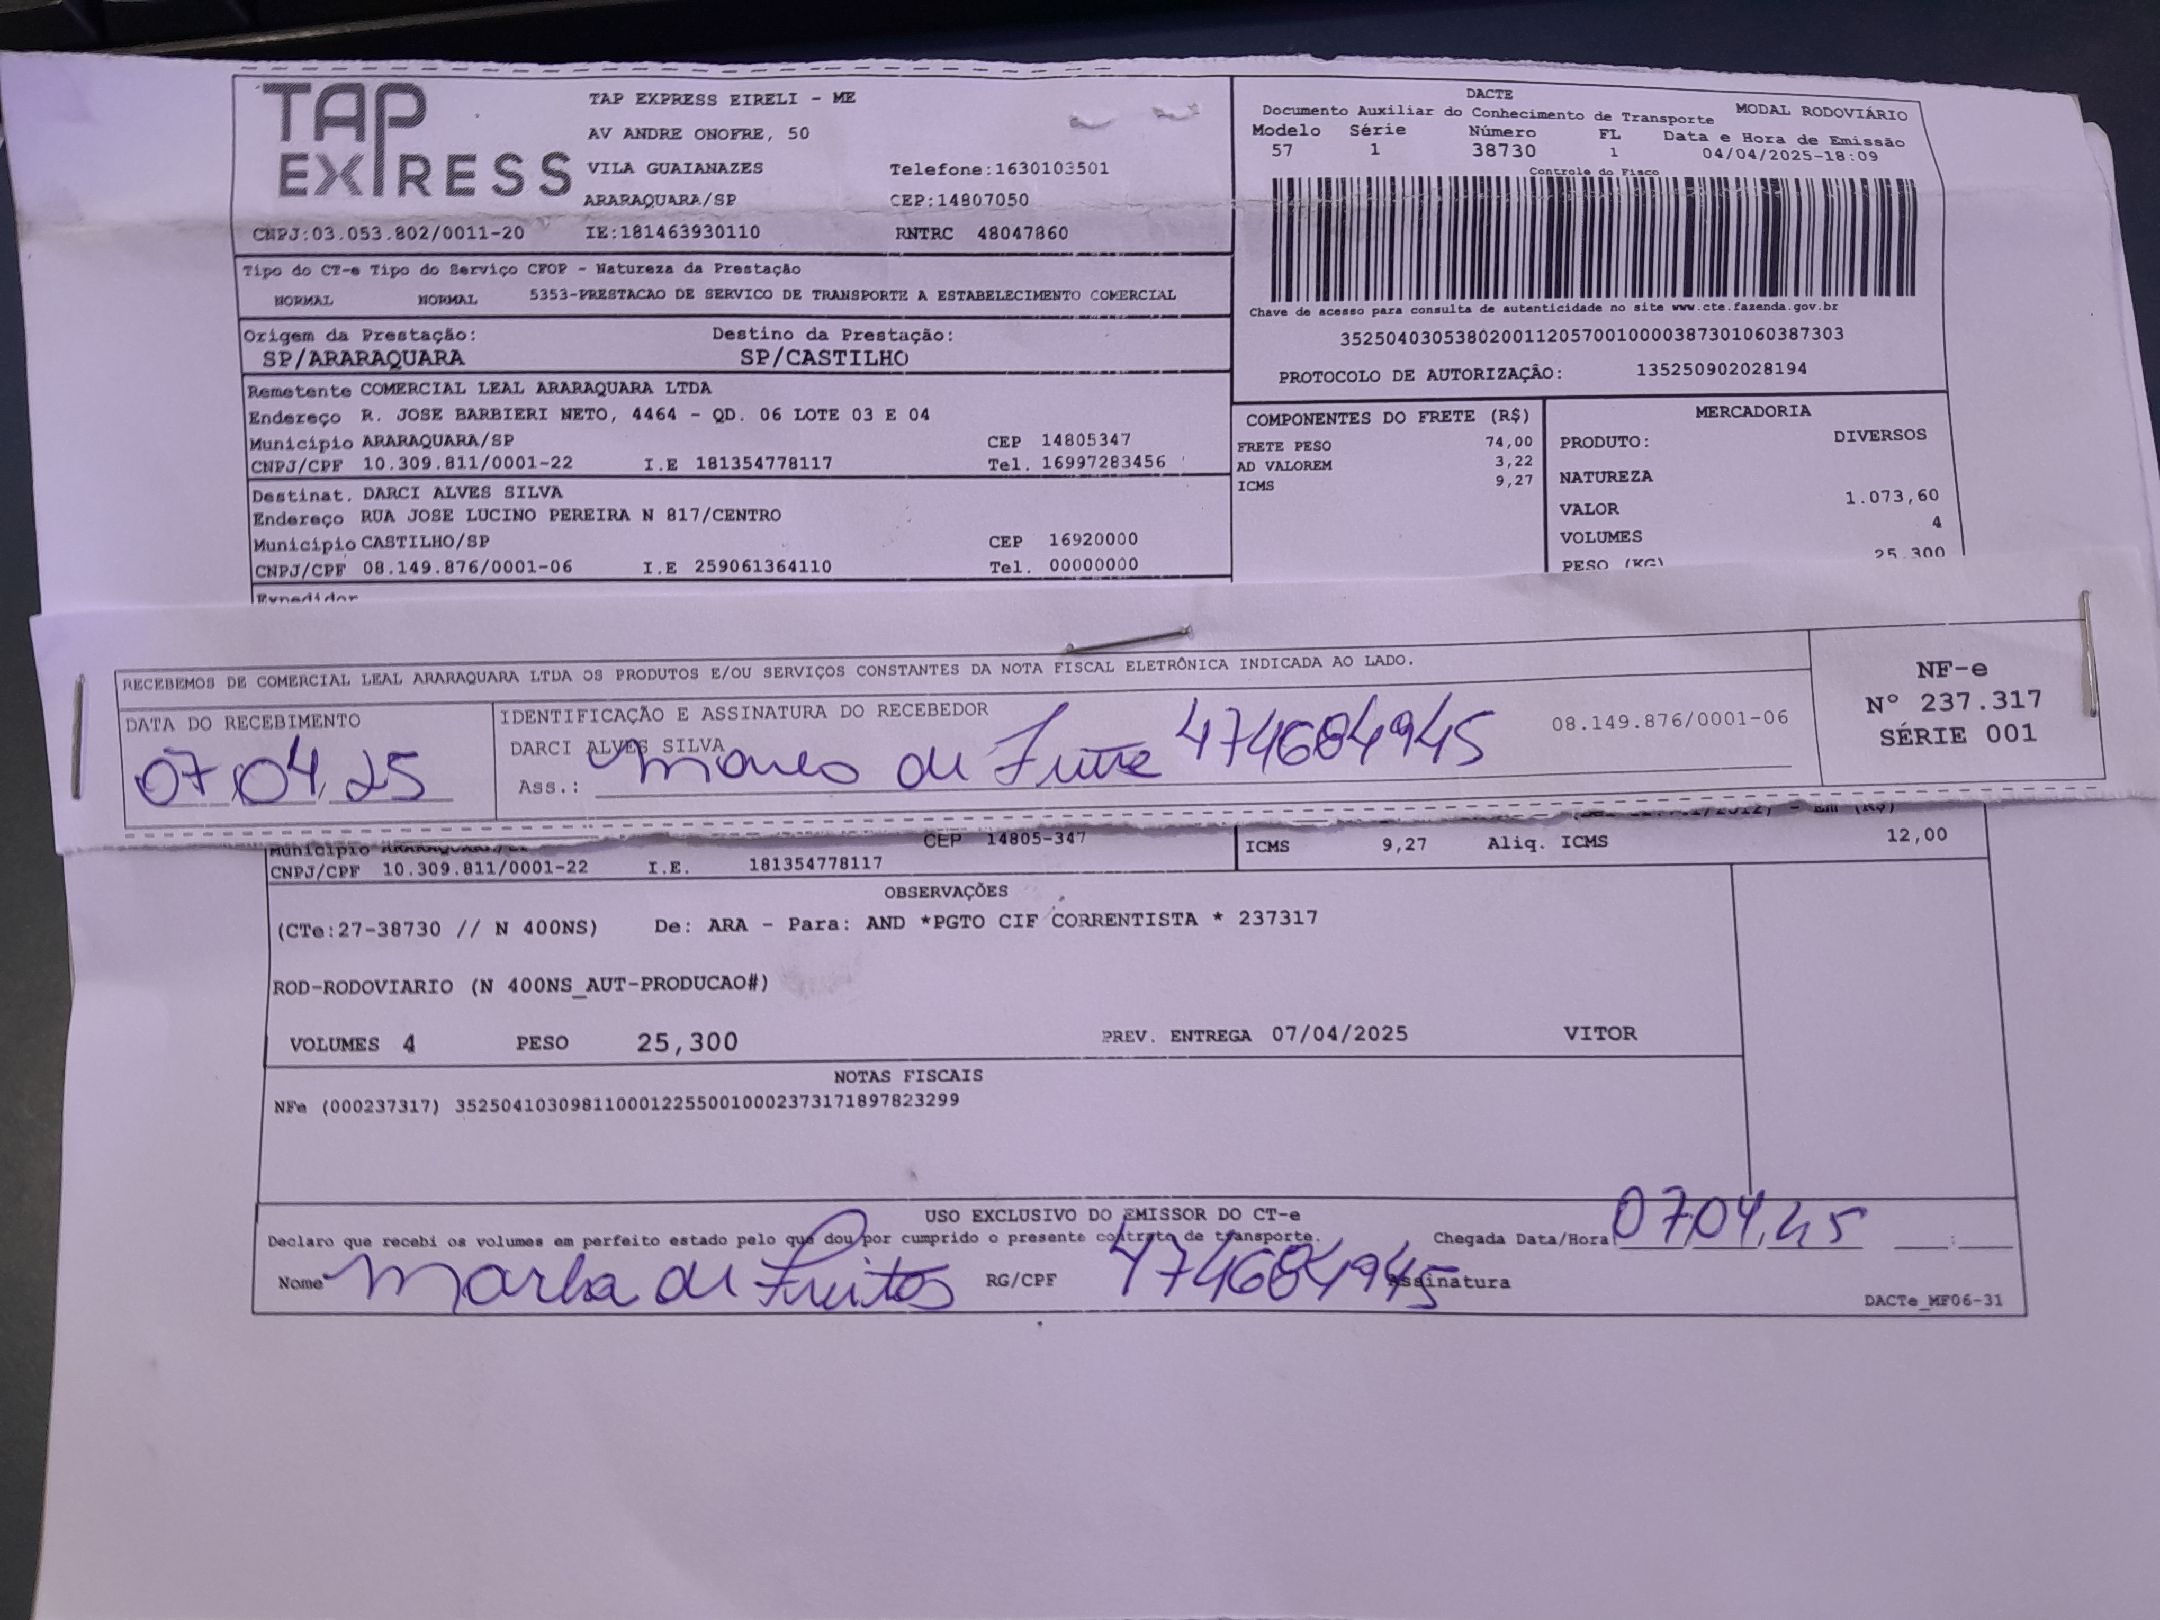 TAP EXPRESS
TAP EXPRESS EIRELI - ME
AV ANDRE ONOFRE, 50
VILA GUAIANAZES Telefone:1630103501
ARARAQUARA/SP CEP:14807050
CNPJ:03.053.802/0011-20 IE:181463930110 RNTRC 48047860
DACTE
Documento Auxiliar do Conhecimento de Transporte MODAL RODOVIÁRIO
Modelo Série Número FL Data e Hora de Emissão
57 1 38730 1 04/04/2025-18:09
Controle do Fisco
Chave de acesso para consulta de autenticidade no site www.cte.fazenda.gov.br
35250403053802001120570010000387301060387303
PROTOCOLO DE AUTORIZAÇÃO: 135250902028194
Tipo do CT-e Tipo do Serviço CFOP - Natureza da Prestação
NORMAL NORMAL 5353-PRESTACAO DE SERVICO DE TRANSPORTE A ESTABELECIMENTO COMERCIAL
Origem da Prestação: Destino da Prestação:
SP/ARARAQUARA SP/CASTILHO
Remetente COMERCIAL LEAL ARARAQUARA LTDA
Endereço R. JOSE BARBIERI NETO, 4464 - QD. 06 LOTE 03 E 04
Município ARARAQUARA/SP CEP 14805347
CNPJ/CPF 10.309.811/0001-22 I.E 181354778117 Tel. 16997283456
Destinat. DARCI ALVES SILVA
Endereço RUA JOSE LUCINO PEREIRA N 817/CENTRO
Município CASTILHO/SP CEP 16920000
CNPJ/CPF 08.149.876/0001-06 I.E 259061364110 Tel. 00000000
Expedidor
COMPONENTES DO FRETE (R$)
FRETE PESO 74,00
AD VALOREM 3,22
ICMS 9,27
MERCADORIA
PRODUTO: DIVERSOS
NATUREZA
VALOR 1.073,60
VOLUMES 4
PESO (KG) 25,300
RECEBEMOS DE COMERCIAL LEAL ARARAQUARA LTDA OS PRODUTOS E/OU SERVIÇOS CONSTANTES DA NOTA FISCAL ELETRÔNICA INDICADA AO LADO.
DATA DO RECEBIMENTO IDENTIFICAÇÃO E ASSINATURA DO RECEBEDOR
DARCI ALVES SILVA 08.149.876/0001-06
07 04 25 Ass.: de 474684945
NF-e
Nº 237.317
SÉRIE 001
Município CEP 14805-347
CNPJ/CPF 10.309.811/0001-22 I.E. 181354778117
- Em (R$)
ICMS 9,27 Aliq. ICMS 12,00
OBSERVAÇÕES
(CTe:27-38730 // N 400NS) De: ARA - Para: AND *PGTO CIF CORRENTISTA * 237317
ROD-RODOVIARIO (N 400NS_AUT-PRODUCAO#)
VOLUMES 4 PESO 25,300 PREV. ENTREGA 07/04/2025 VITOR
NOTAS FISCAIS
NFe (000237317) 35250410309811000122550010002373171897823299
USO EXCLUSIVO DO EMISSOR DO CT-e
Declaro que recebi os volumes em perfeito estado pelo que dou por cumprido o presente contrato de transporte. Chegada Data/Hora 07.04.25 :
Nome de Freitas RG/CPF 474684945 Assinatura
DACTe_MF06-31